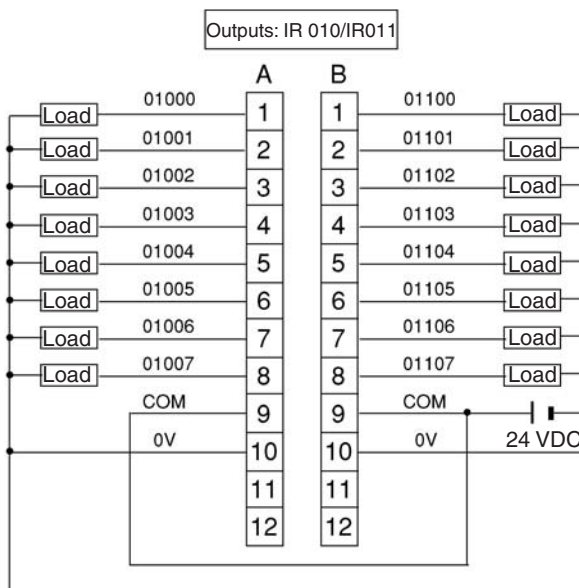 Outputs: IR 010/IR011
A B
Load 01000 1 1 01100 Load
Load 01001 2 2 01101 Load
Load 01002 3 3 01102 Load
Load 01003 4 4 01103 Load
Load 01004 5 5 01104 Load
Load 01005 6 6 01105 Load
Load 01006 7 7 01106 Load
Load 01007 8 8 01107 Load
COM 9 9 COM
0V 10 10 0V 24 VDC
11 11
12 12